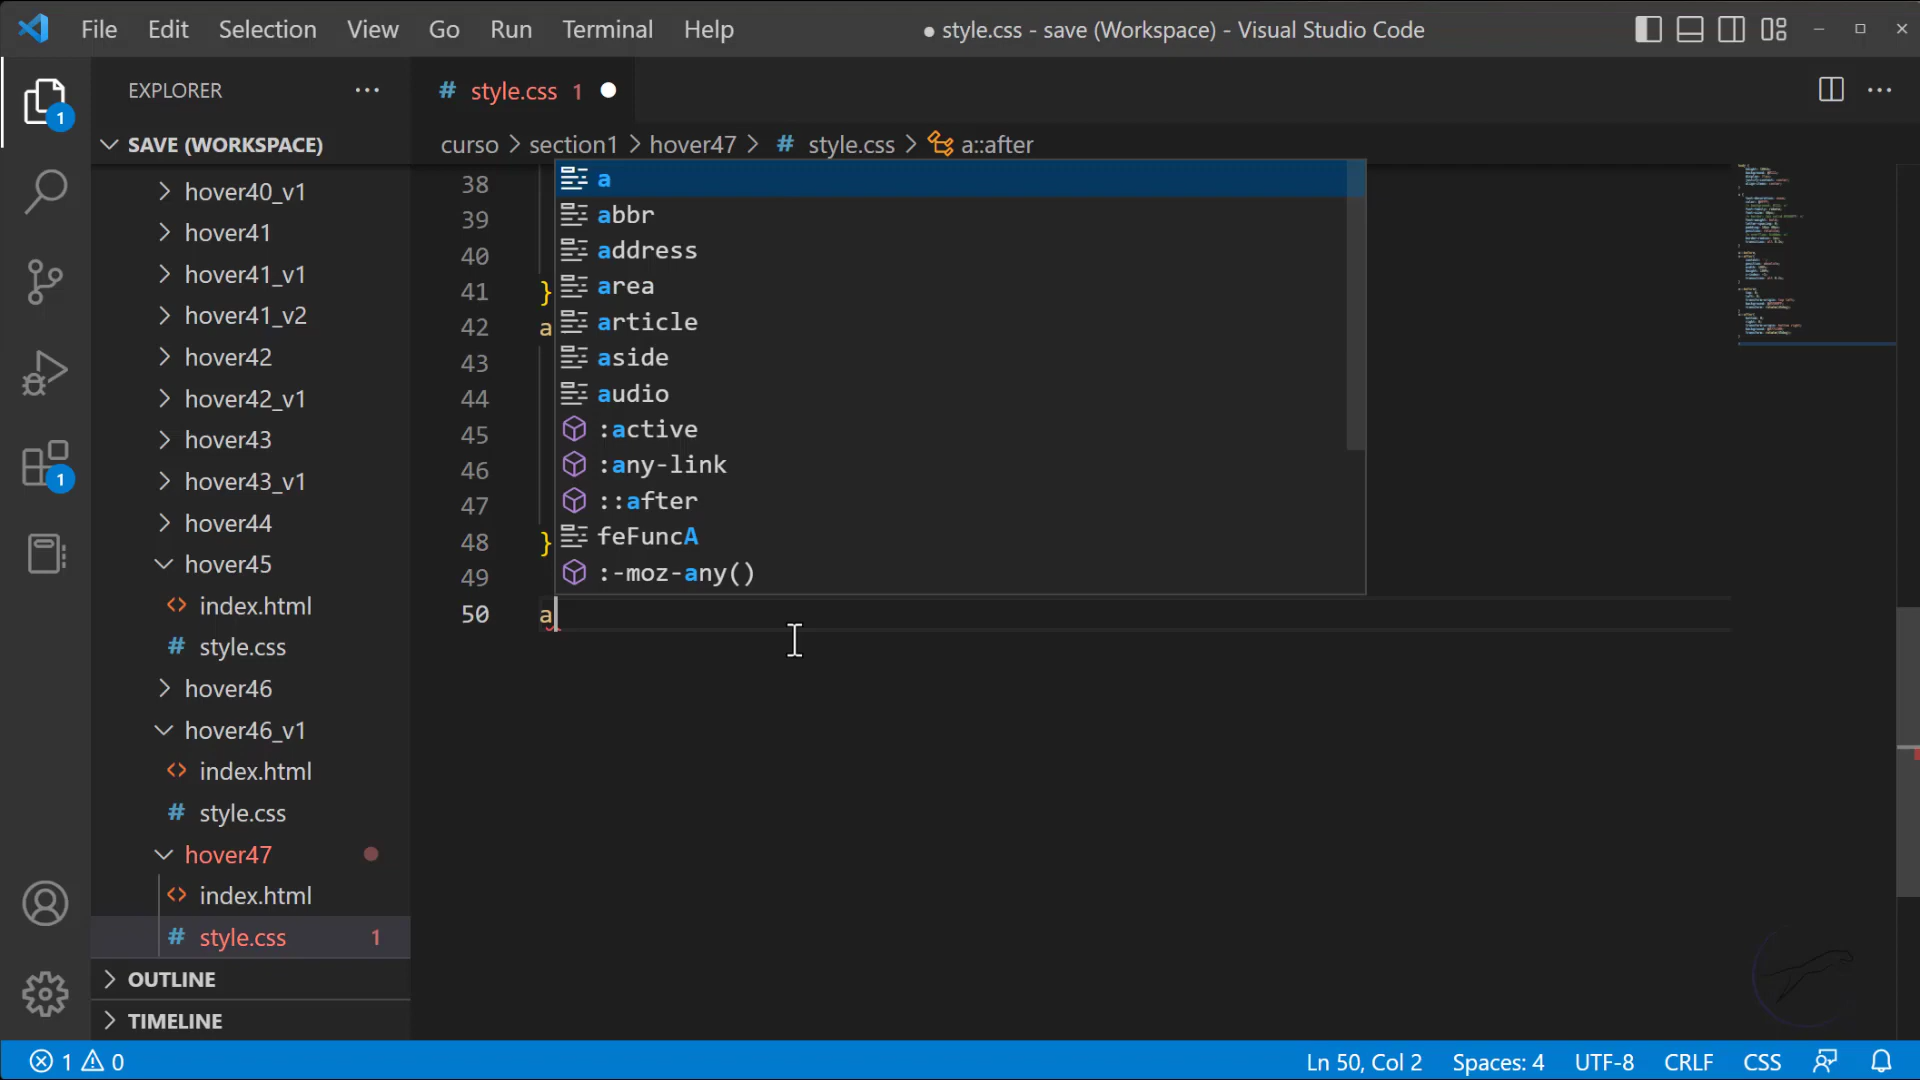 File Edit Selection View Go Run Terminal Help
● style.css - save (Workspace) - Visual Studio Code
EXPLORER
# style.css 1
SAVE (WORKSPACE)
curso > section1 > hover47 > # style.css > a::after
hover40_v1
hover41
hover41_v1
hover41_v2
hover42
hover42_v1
hover43
hover43_v1
hover44
hover45
index.html
# style.css
hover46
hover46_v1
index.html
# style.css
hover47
index.html
# style.css 1
OUTLINE
TIMELINE
1
1
38
39
40
41 }
42 a
43
44
45
46
47
48 }
49
50 a
a
abbr
address
area
article
aside
audio
:active
:any-link
::after
feFuncA
:-moz-any()
1 0
Ln 50, Col 2 Spaces: 4 UTF-8 CRLF CSS